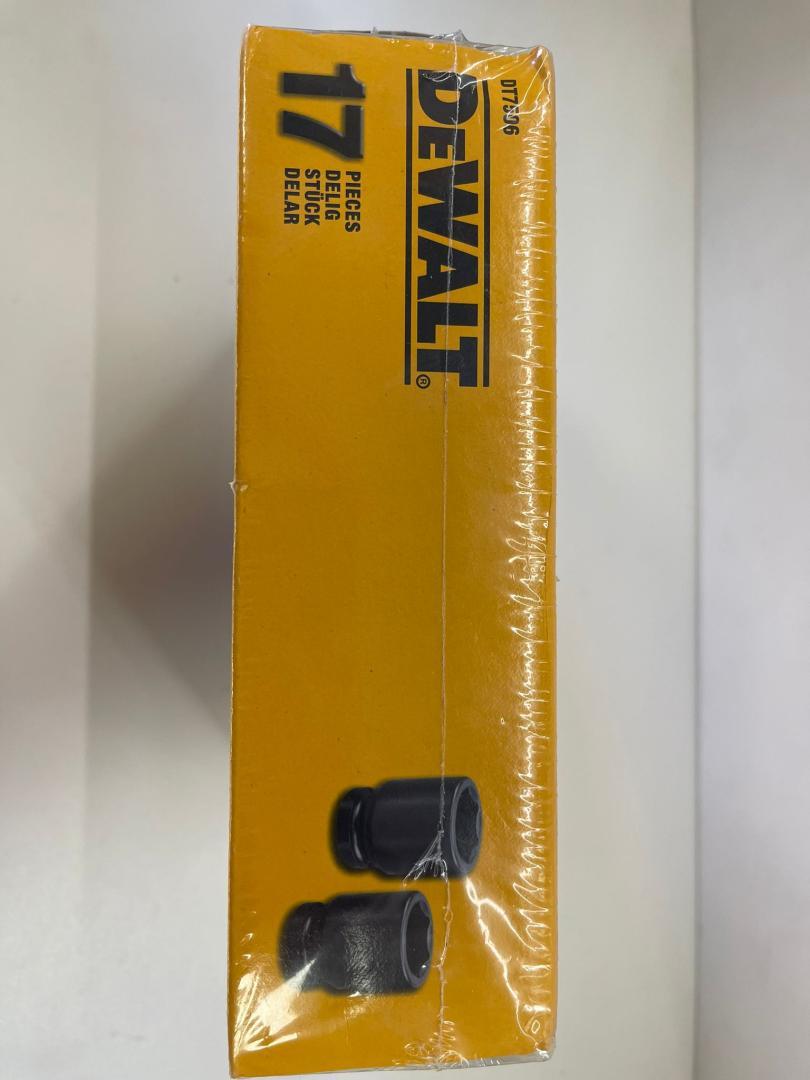 DT7506
DEWALT®
17
PIECES
DELIG
STÜCK
DELAR